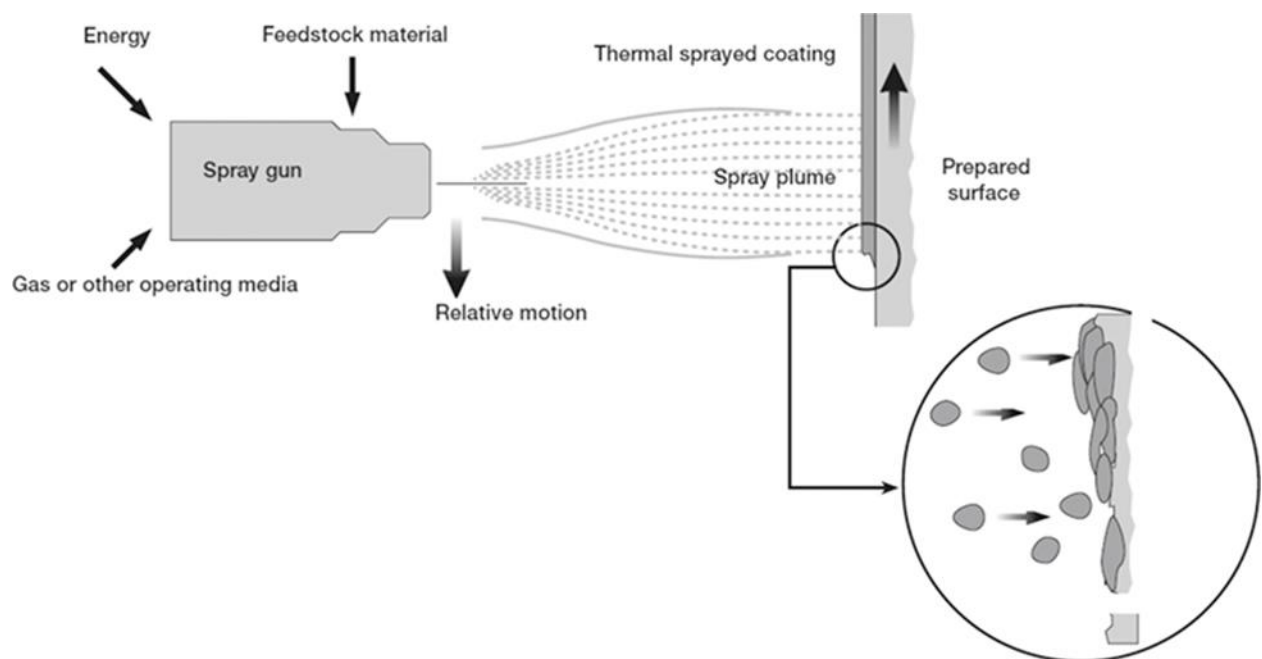 Energy
Feedstock material
Thermal sprayed coating
Spray gun
Spray plume
Prepared
surface
Gas or other operating media
Relative motion